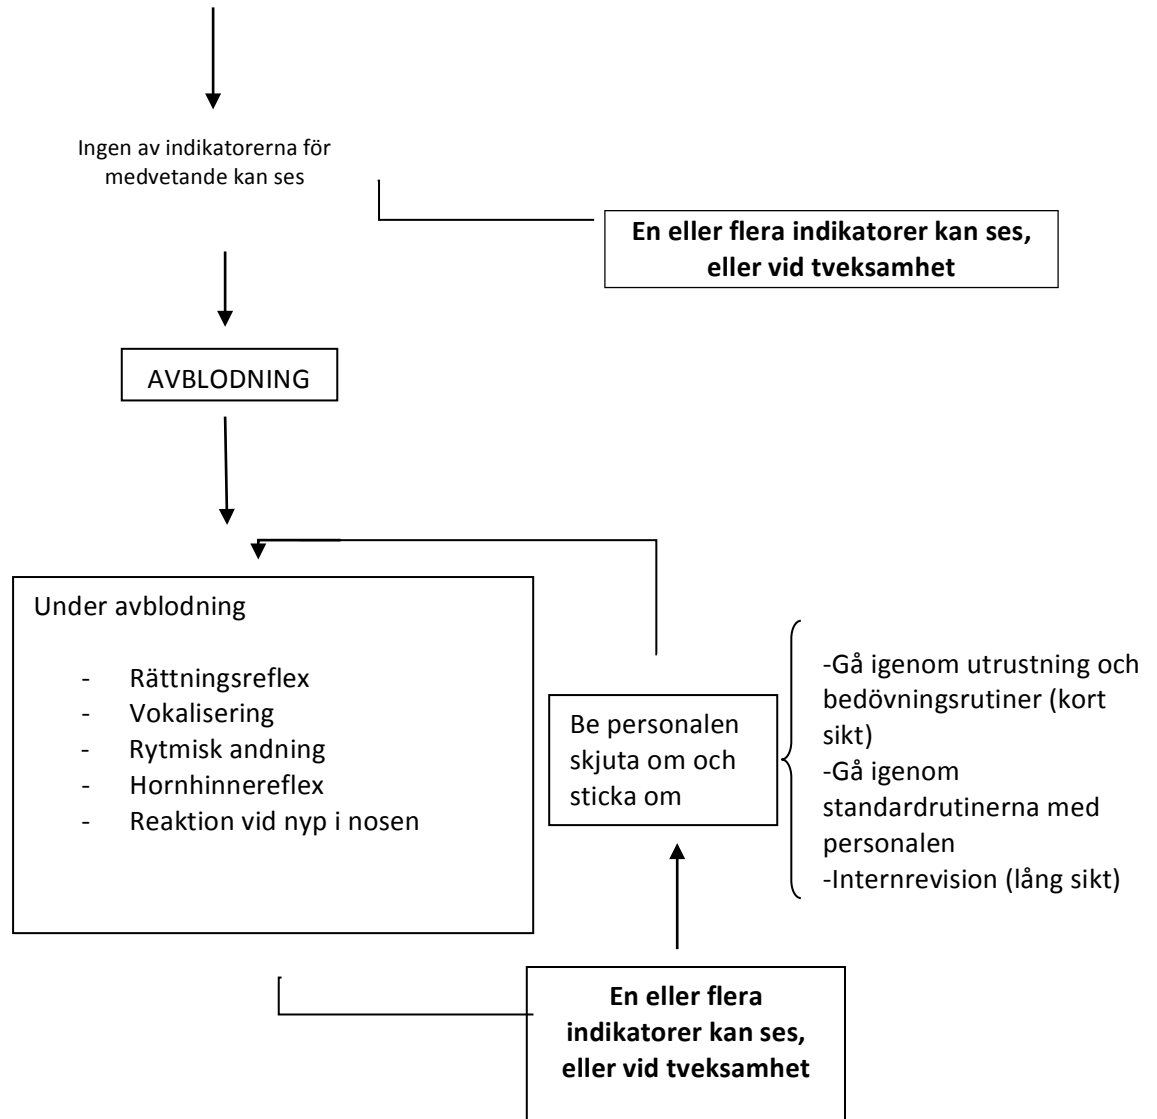 Ingen av indikatorerna för
medvetande kan ses
En eller flera indikatorer kan ses,
eller vid tveksamhet
AVBLODNING
Under avblodning
- Rättningsreflex
- Vokalisering
- Rytmisk andning
- Hornhinnereflex
- Reaktion vid nyp i nosen
Be personalen
skjuta om och
sticka om
-Gå igenom utrustning och
bedövningsrutiner (kort
sikt)
-Gå igenom
standardrutinerna med
personalen
-Internrevision (lång sikt)
En eller flera
indikatorer kan ses,
eller vid tveksamhet